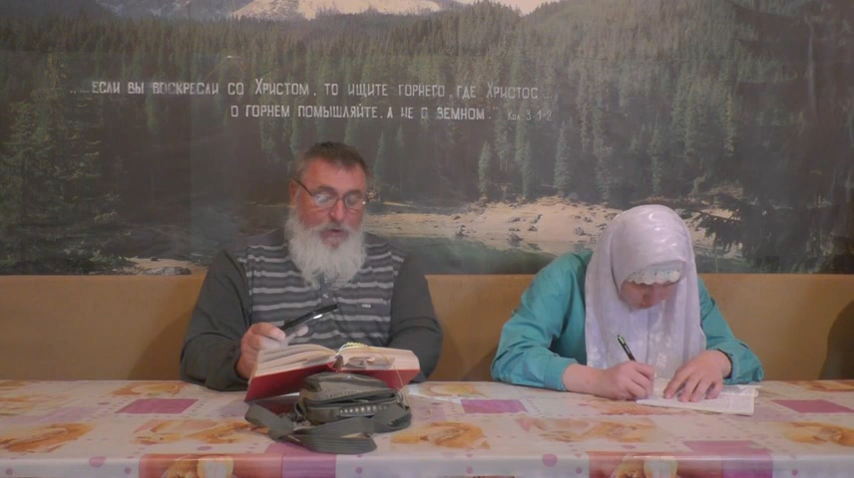 „...ЕСЛИ ВЫ ВОСКРЕСЛИ СО ХРИСТОМ, ТО ИЩИТЕ ГОРНЕГО, ГДЕ ХРИСТОС...
О ГОРНЕМ ПОМЫШЛЯЙТЕ, А НЕ О ЗЕМНОМ." Кол. 3:1-2